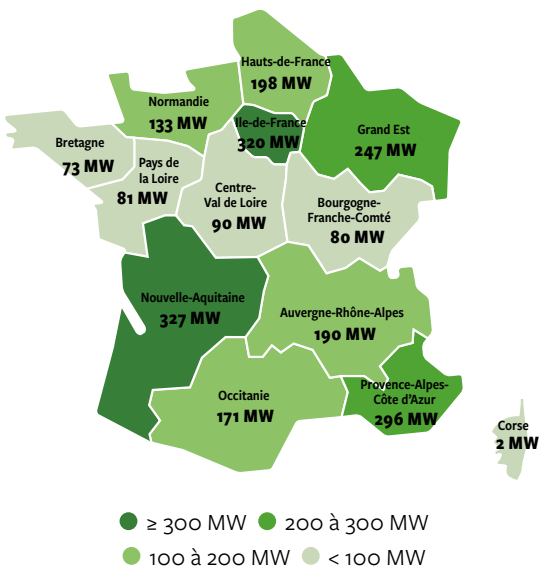 Hauts-de-France
198 MW
Normandie
133 MW
Ile-de-France
320 MW
Grand Est
247 MW
Bretagne
73 MW
Pays de
la Loire
81 MW
Centre-
Val de Loire
90 MW
Bourgogne-
Franche-Comté
80 MW
Nouvelle-Aquitaine
327 MW
Auvergne-Rhône-Alpes
190 MW
Occitanie
171 MW
Provence-Alpes-
Côte d'Azur
296 MW
Corse
2 MW
≥ 300 MW 200 à 300 MW
100 à 200 MW < 100 MW